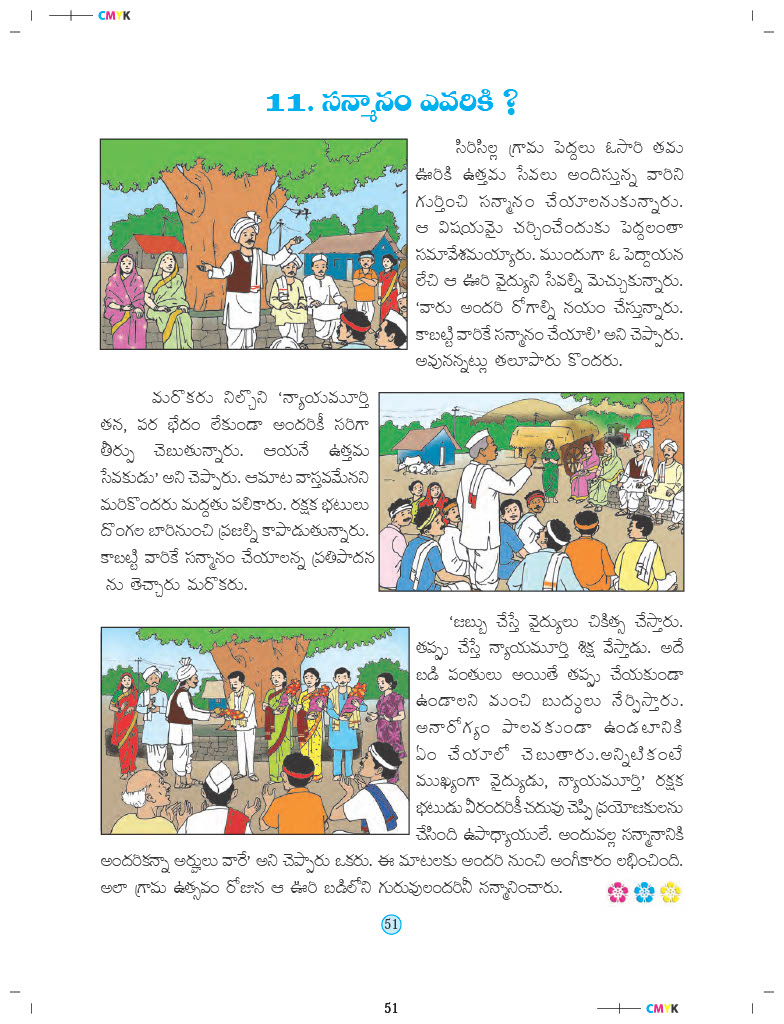 CMYK
11. సన్మానం ఎవరికి ?
సిరిసిల్ల గ్రామ పెద్దలు ఓసారి తమ
ఊరికి ఉత్తమ సేవలు అందిస్తున్న వారిని
గుర్తించి సన్మానం చేయాలనుకున్నారు.
ఆ విషయమై చర్చించేందుకు పెద్దలంతా
సమావేశమయ్యారు. ముందుగా ఓ పెద్దాయన
లేచి ఆ ఊరి వైద్యుని సేవల్ని మెచ్చుకున్నారు.
‘వారు అందరి రోగాల్ని నయం చేస్తున్నారు.
కాబట్టి వారికే సన్మానం చేయాలి’ అని చెప్పారు.
అవునన్నట్లు తలూపారు కొందరు.
మరొకరు నిల్చొని ‘న్యాయమూర్తి
తన, పర భేదం లేకుండా అందరికీ సరిగా
తీర్పు చెబుతున్నారు. ఆయనే ఉత్తమ
సేవకుడు’ అని చెప్పారు. ఆమాట వాస్తవమేనని
మరికొందరు మద్దతు పలికారు. రక్షక భటులు
దొంగల బారినుంచి ప్రజల్ని కాపాడుతున్నారు.
కాబట్టి వారికే సన్మానం చేయాలన్న ప్రతిపాదన
ను తెచ్చారు మరొకరు.
‘జబ్బు చేస్తే వైద్యులు చికిత్స చేస్తారు.
తప్పు చేస్తే న్యాయమూర్తి శిక్ష వేస్తాడు. అదే
బడి పంతులు అయితే తప్పు చేయకుండా
ఉండాలని మంచి బుద్ధులు నేర్పిస్తారు.
అనారోగ్యం పాలవకుండా ఉండటానికి
ఏం చేయాలో చెబుతారు.అన్నిటికంటే
ముఖ్యంగా వైద్యుడు, న్యాయమూర్తి’ రక్షక
భటుడు వీరందరికీ చదువు చెప్పి ప్రయోజకులను
చేసింది ఉపాధ్యాయులే. అందువల్ల సన్మానానికి
అందరికన్నా అర్హులు వారే’ అని చెప్పారు ఒకరు. ఈ మాటలకు అందరి నుంచి అంగీకారం లభించింది.
అలా గ్రామ ఉత్సవం రోజున ఆ ఊరి బడిలోని గురువులందరినీ సన్మానించారు.
51
51
CMYK